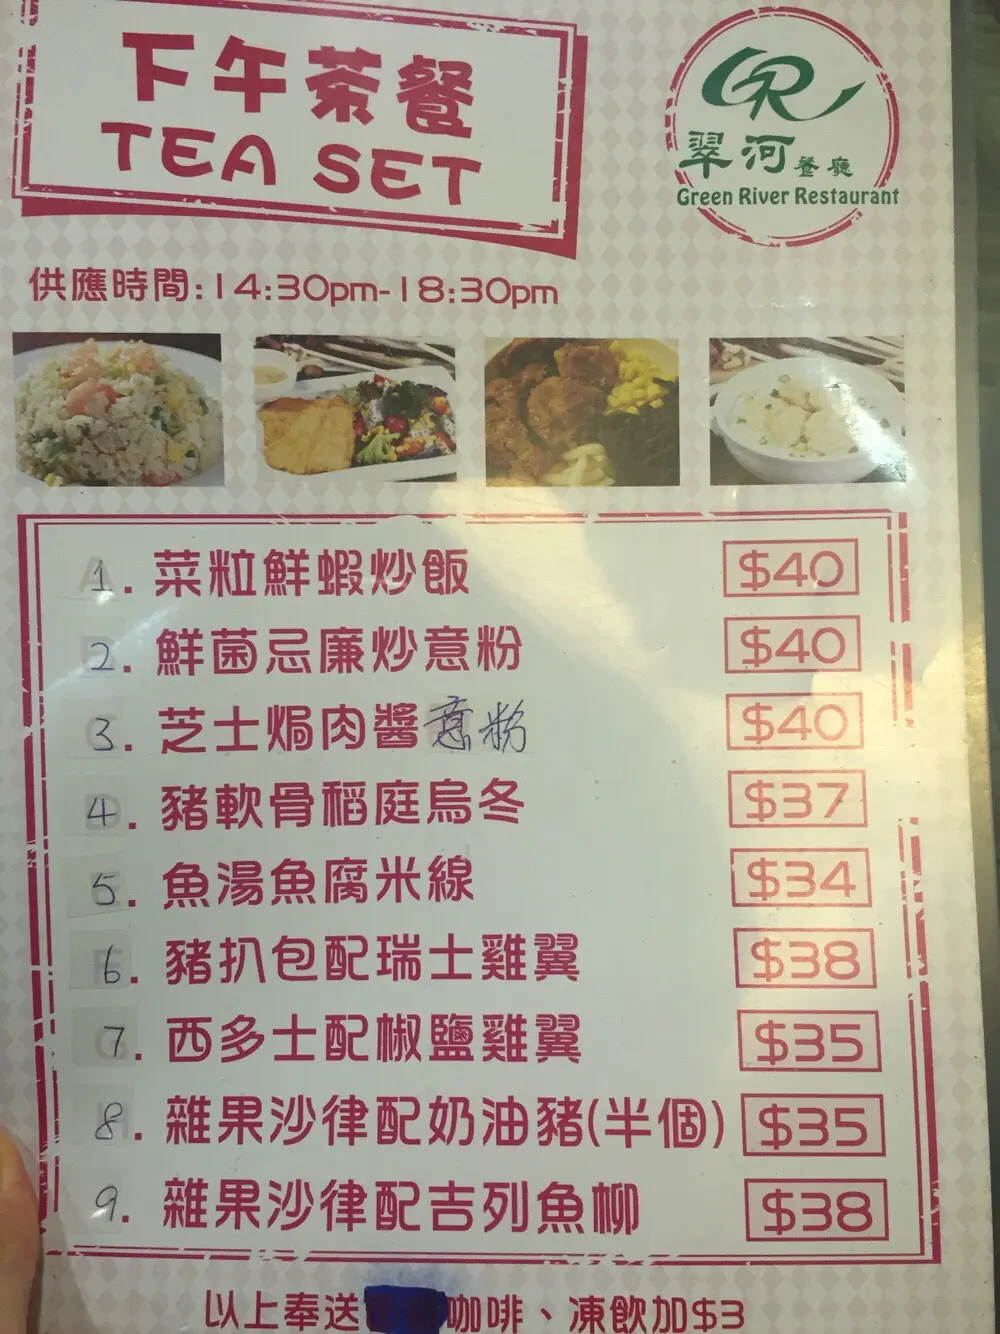 下午茶餐
TEA SET
GR
翠河餐廳
Green River Restaurant
供應時間:14:30pm-18:30pm
1. 菜粒鮮蝦炒飯 $40
2. 鮮菌忌廉炒意粉 $40
3. 芝士焗肉醬意粉 $40
4. 豬軟骨稻庭烏冬 $37
5. 魚湯魚腐米線 $34
6. 豬扒包配瑞士雞翼 $38
7. 西多士配椒鹽雞翼 $35
8. 雜果沙律配奶油豬(半個) $35
9. 雜果沙律配吉列魚柳 $38
以上奉送咖啡、凍飲加$3